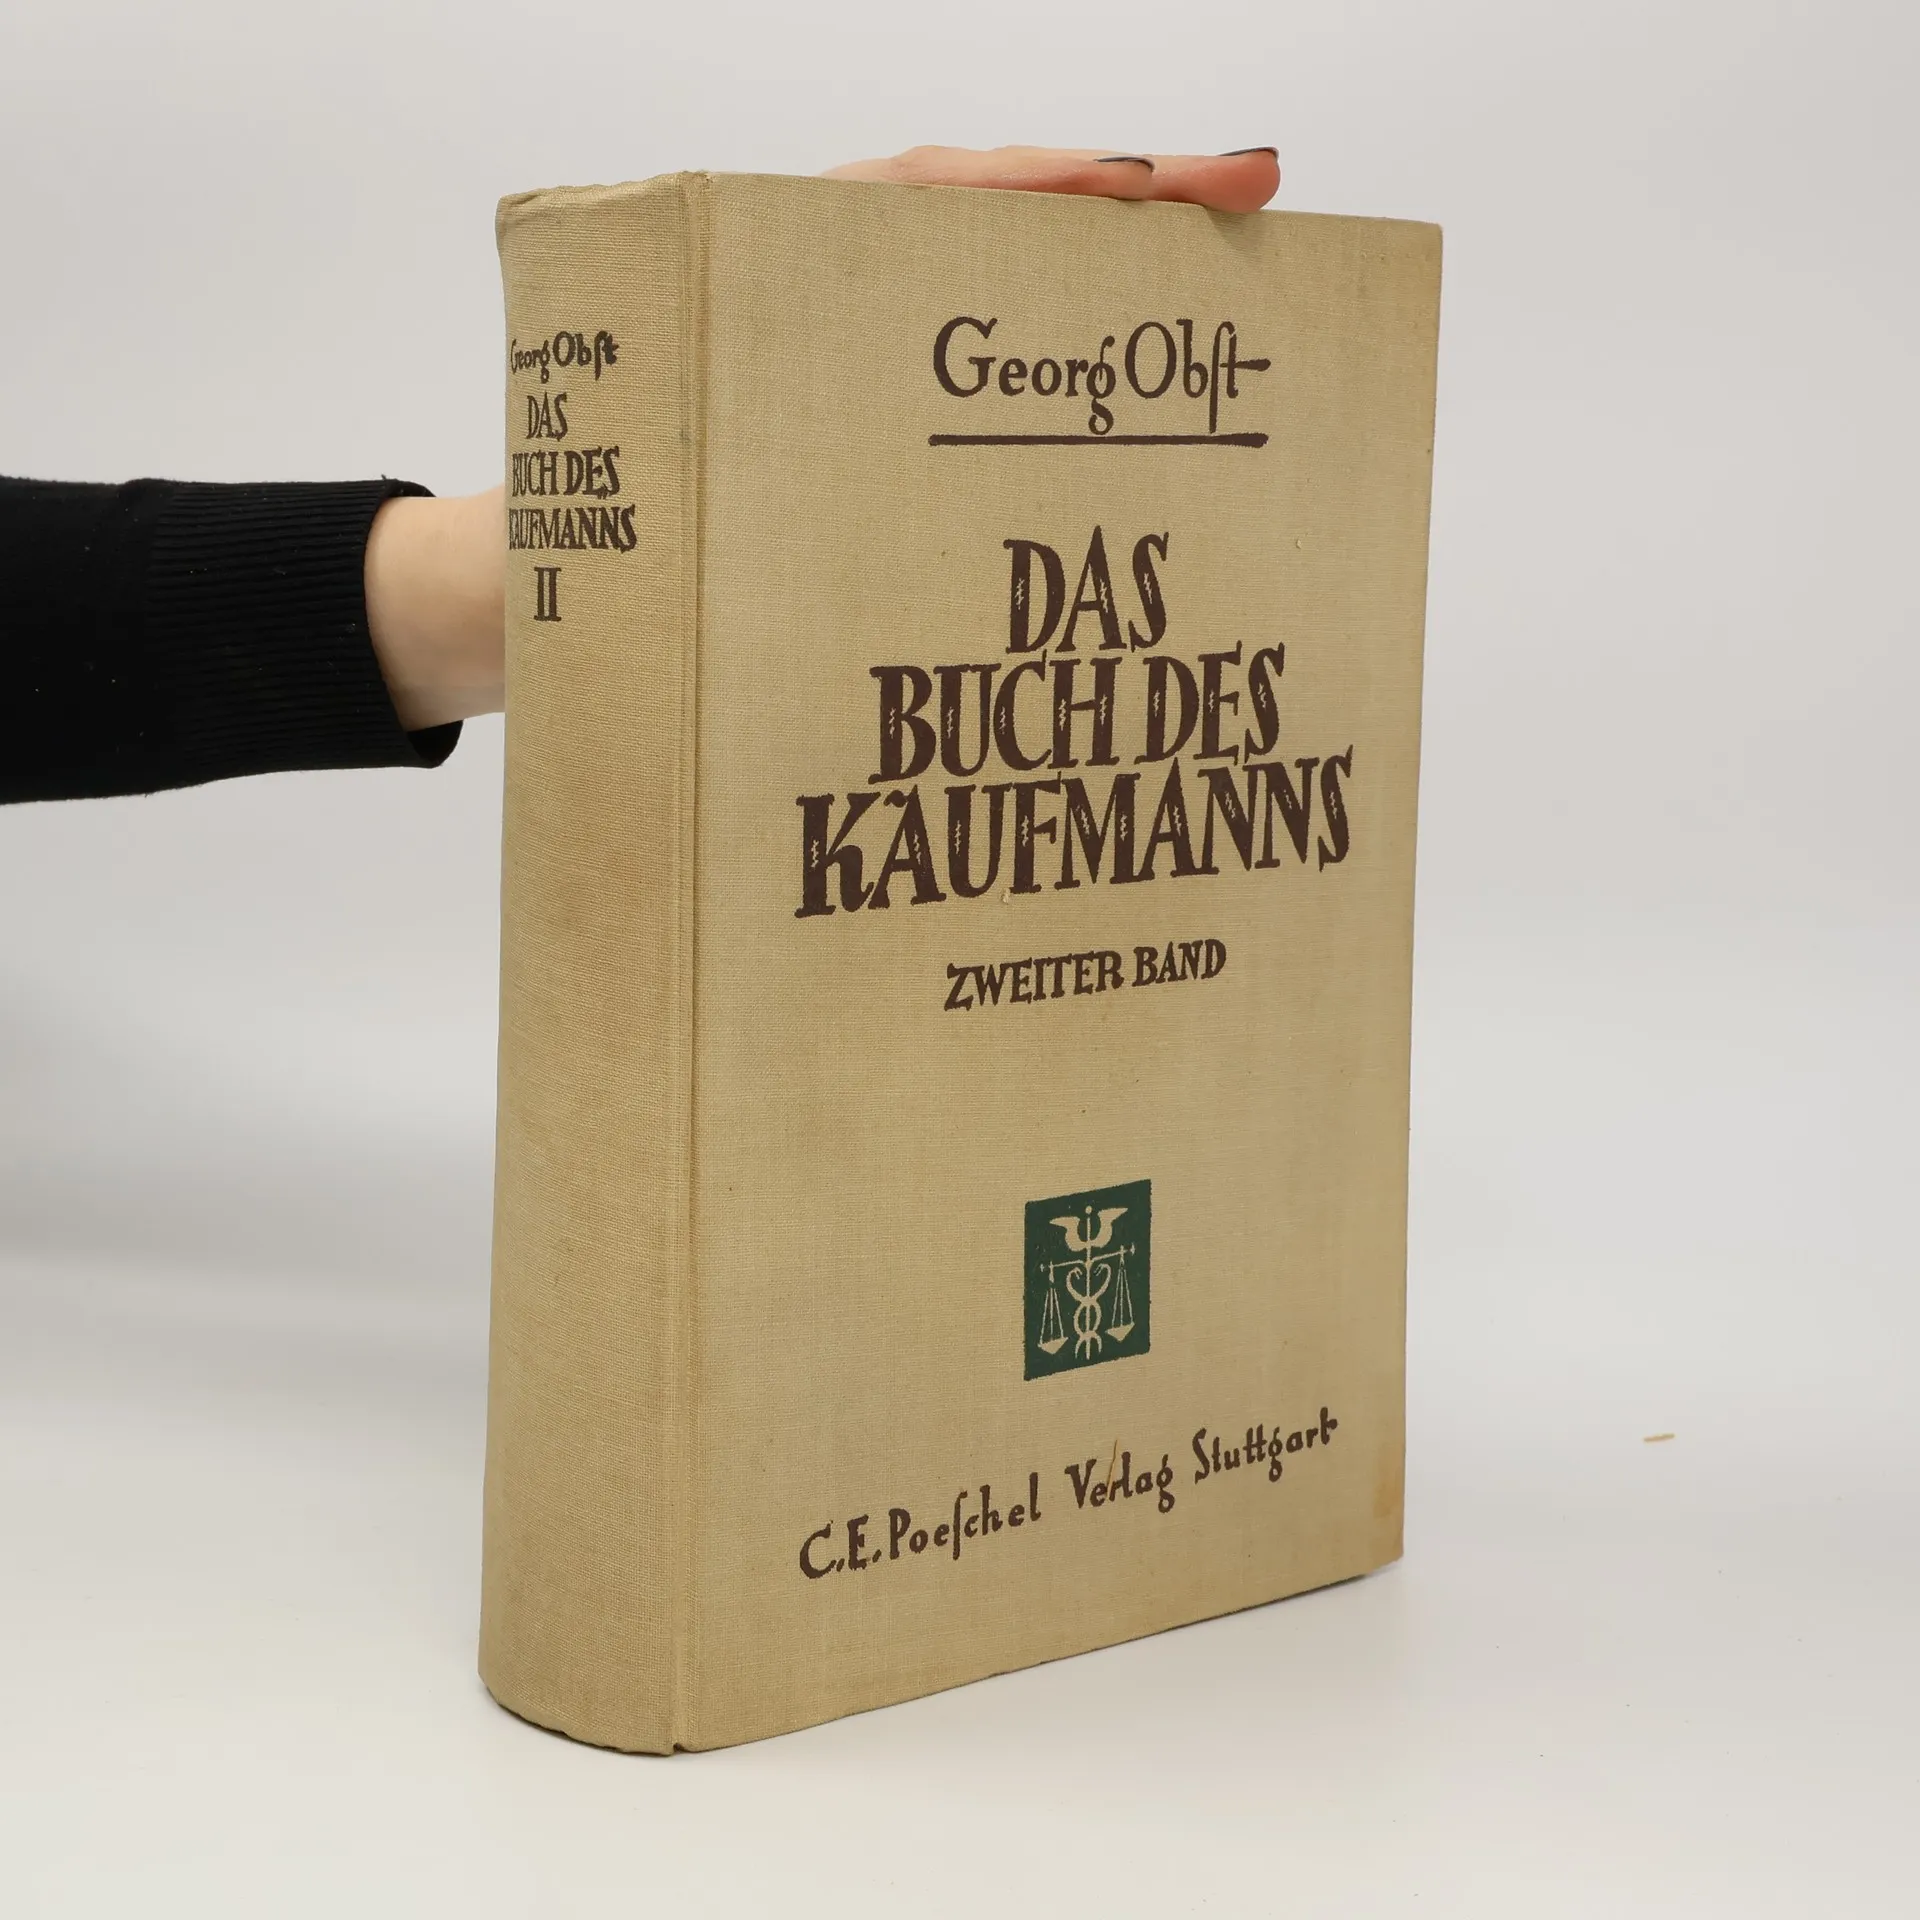 Georg Obſt
DAS
BUCH DES
KAUFMANNS
II
Georg Obſt
DAS
BUCH DES
KAUFMANNS
ZWEITER BAND
C.E.Poeſchel Verlag Stuttgart